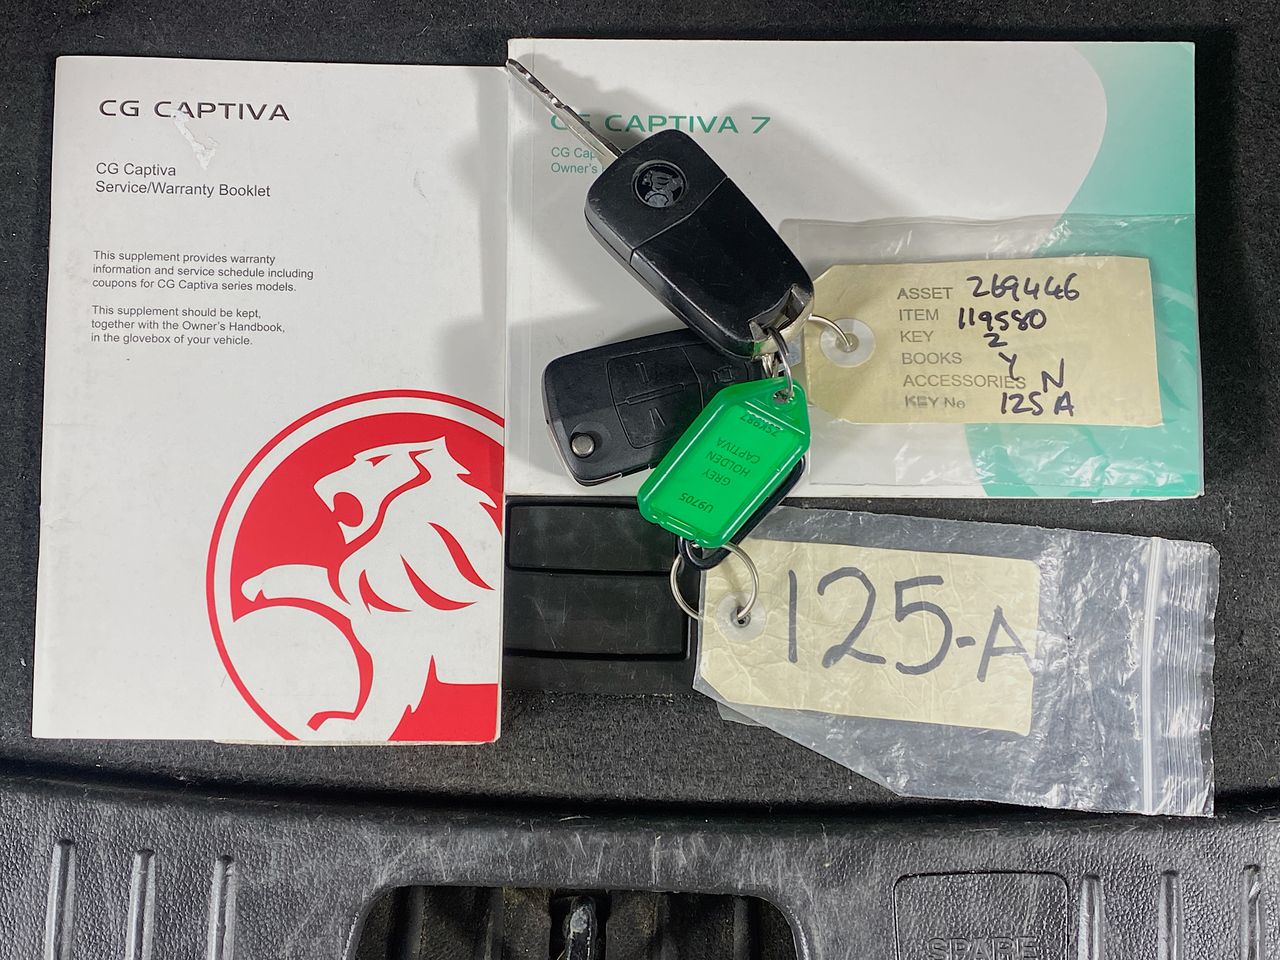 CG CAPTIVA
CG Captiva
Service/Warranty Booklet
This supplement provides warranty
information and service schedule including
coupons for CG Captiva series models.
This supplement should be kept,
together with the Owner's Handbook,
in the glovebox of your vehicle.
CG CAPTIVA 7
CG Cap
Owner's
ASSET 269446
ITEM 119580
KEY 2
BOOKS Y
ACCESSORIES N
KEY No 125A
U9705
GREY
HOLDEN
CAPTIVA
125-A
SPARE